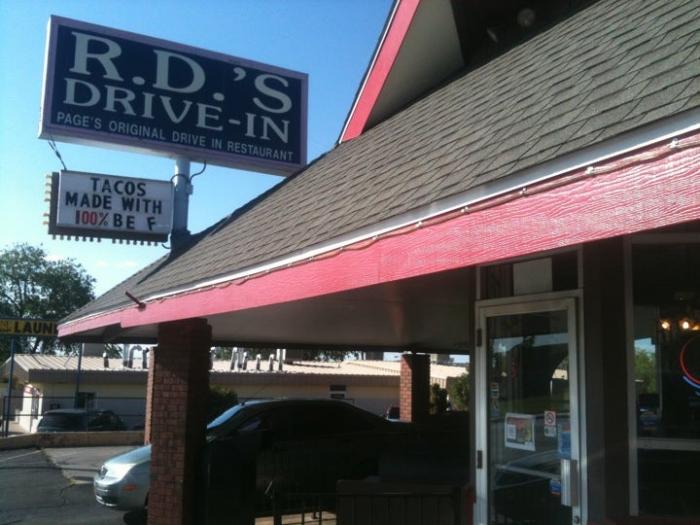 R.D.'S
DRIVE-IN
PAGE'S ORIGINAL DRIVE IN RESTAURANT
TACOS
MADE WITH
100% BE F
LAUN